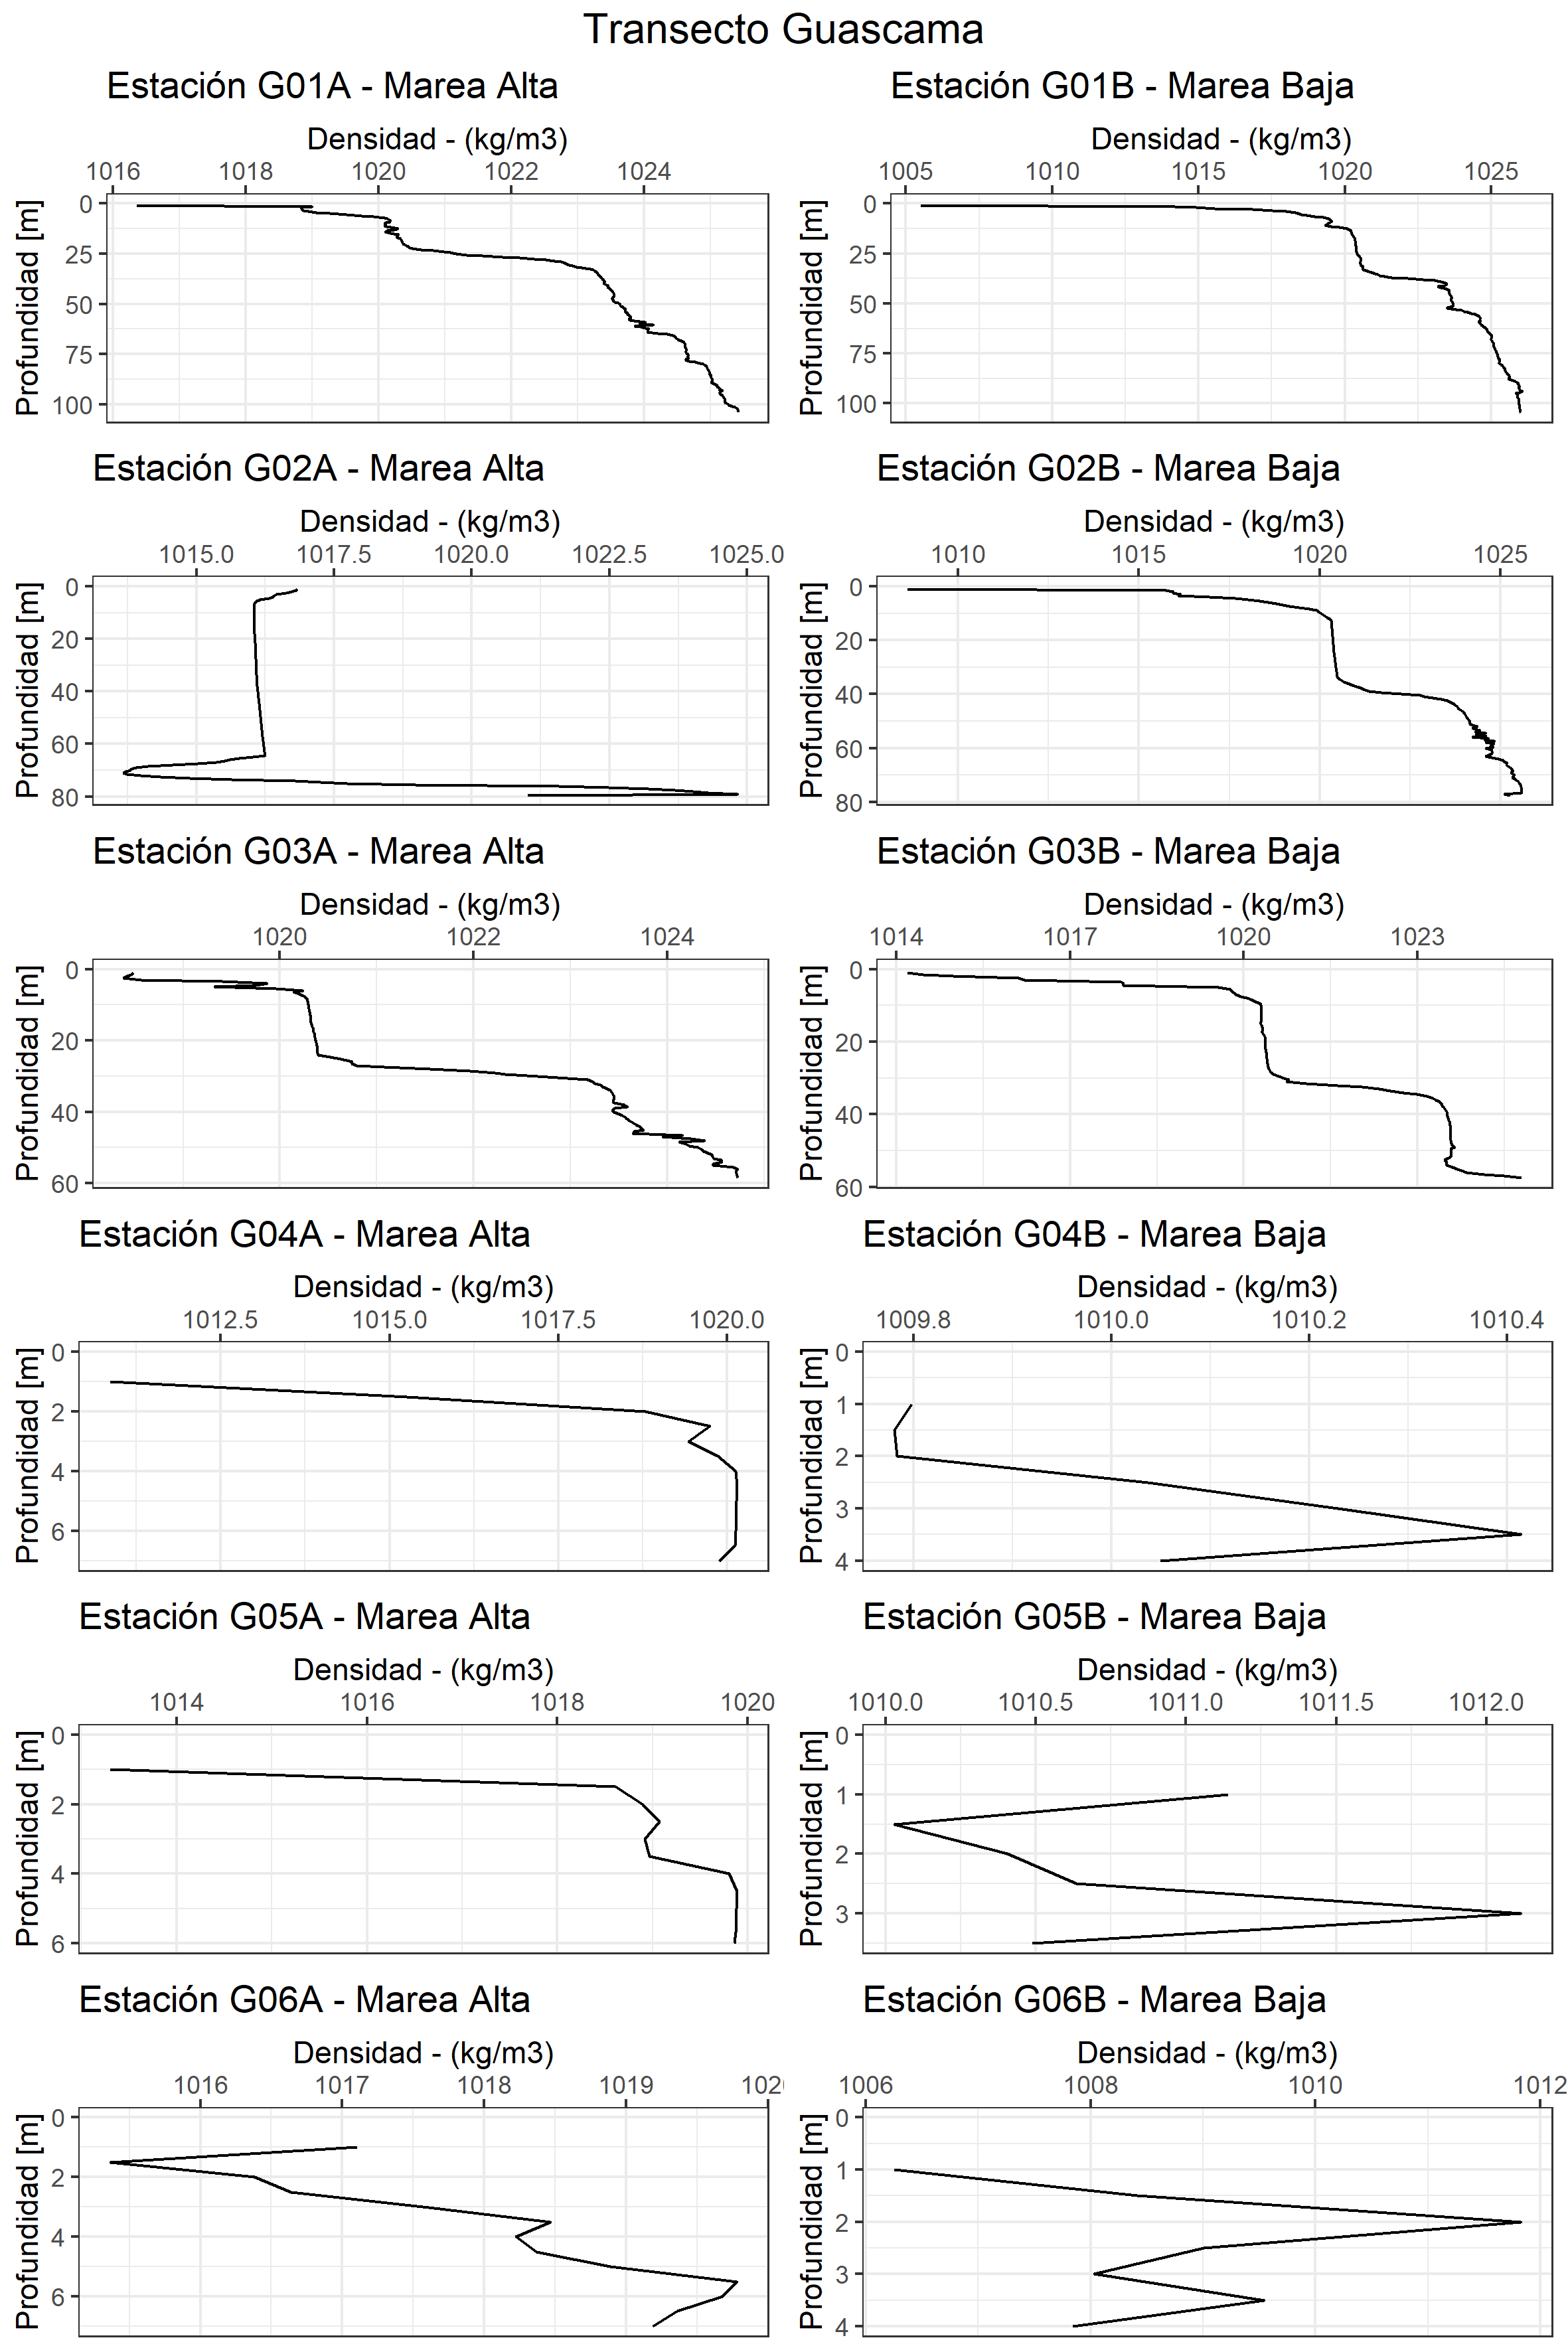 Transecto Guascama
Estación G01A - Marea Alta
Densidad - (kg/m3)
1016 1018 1020 1022 1024
Profundidad [m]
0
25
50
75
100
Estación G01B - Marea Baja
Densidad - (kg/m3)
1005 1010 1015 1020 1025
Profundidad [m]
0
25
50
75
100
Estación G02A - Marea Alta
Densidad - (kg/m3)
1015.0 1017.5 1020.0 1022.5 1025.0
Profundidad [m]
0
20
40
60
80
Estación G02B - Marea Baja
Densidad - (kg/m3)
1010 1015 1020 1025
Profundidad [m]
0
20
40
60
80
Estación G03A - Marea Alta
Densidad - (kg/m3)
1020 1022 1024
Profundidad [m]
0
20
40
60
Estación G03B - Marea Baja
Densidad - (kg/m3)
1014 1017 1020 1023
Profundidad [m]
0
20
40
60
Estación G04A - Marea Alta
Densidad - (kg/m3)
1012.5 1015.0 1017.5 1020.0
Profundidad [m]
0
2
4
6
Estación G04B - Marea Baja
Densidad - (kg/m3)
1009.8 1010.0 1010.2 1010.4
Profundidad [m]
0
1
2
3
4
Estación G05A - Marea Alta
Densidad - (kg/m3)
1014 1016 1018 1020
Profundidad [m]
0
2
4
6
Estación G05B - Marea Baja
Densidad - (kg/m3)
1010.0 1010.5 1011.0 1011.5 1012.0
Profundidad [m]
0
1
2
3
Estación G06A - Marea Alta
Densidad - (kg/m3)
1016 1017 1018 1019
Profundidad [m]
0
2
4
6
Estación G06B - Marea Baja
Densidad - (kg/m3)
1006 1008 1010 1012
Profundidad [m]
0
1
2
3
4